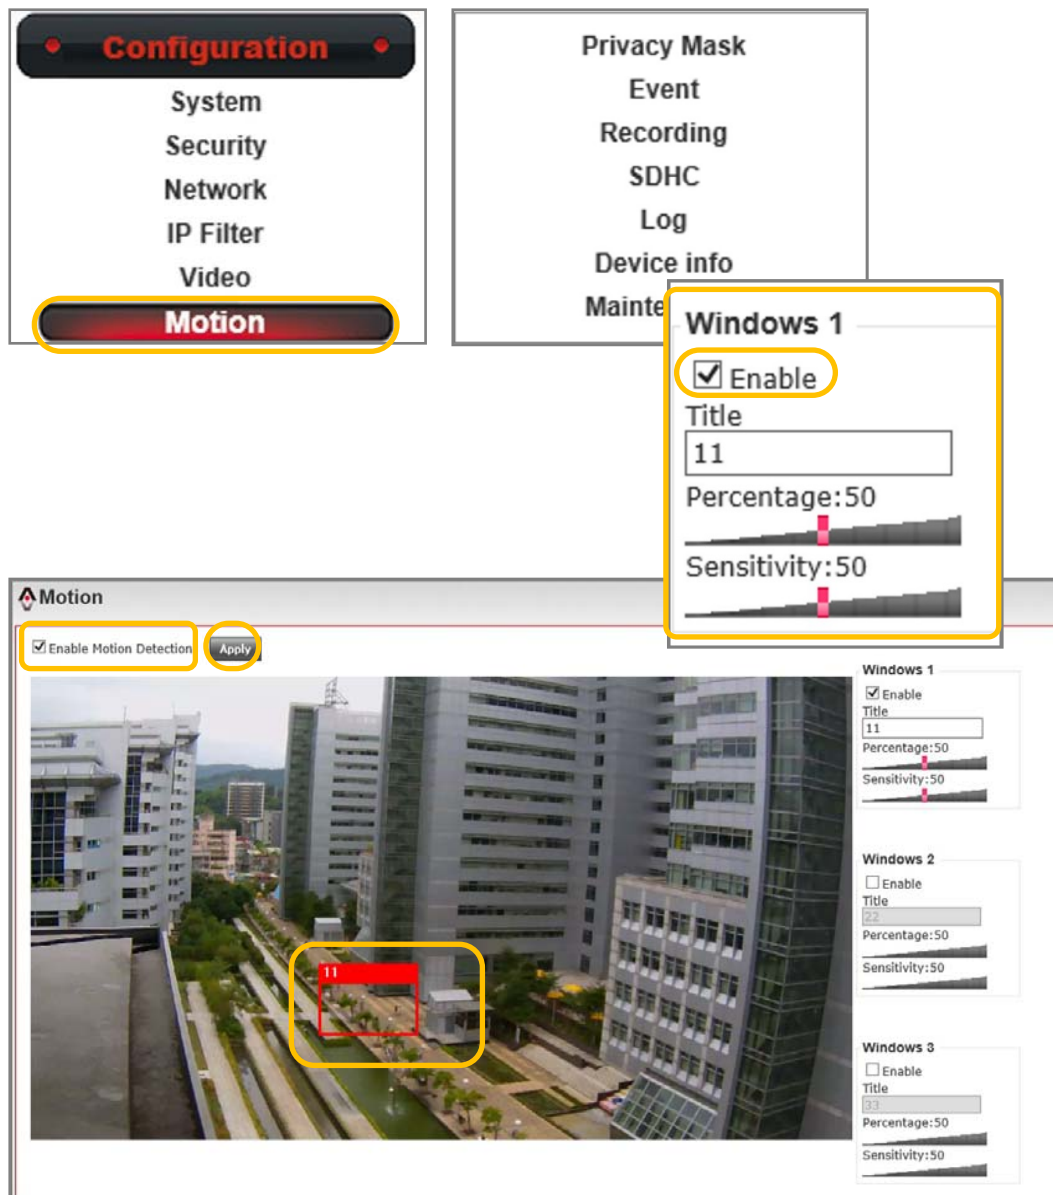 Configuration
System
Security
Network
IP Filter
Video
Motion
Privacy Mask
Event
Recording
SDHC
Log
Device info
Mainte
Windows 1
Enable
Title
11
Percentage:50
Sensitivity:50
Motion
Enable Motion Detection
Apply
11
Windows 1
Enable
Title
11
Percentage:50
Sensitivity:50
Windows 2
Enable
Title
22
Percentage:50
Sensitivity:50
Windows 3
Enable
Title
33
Percentage:50
Sensitivity:50